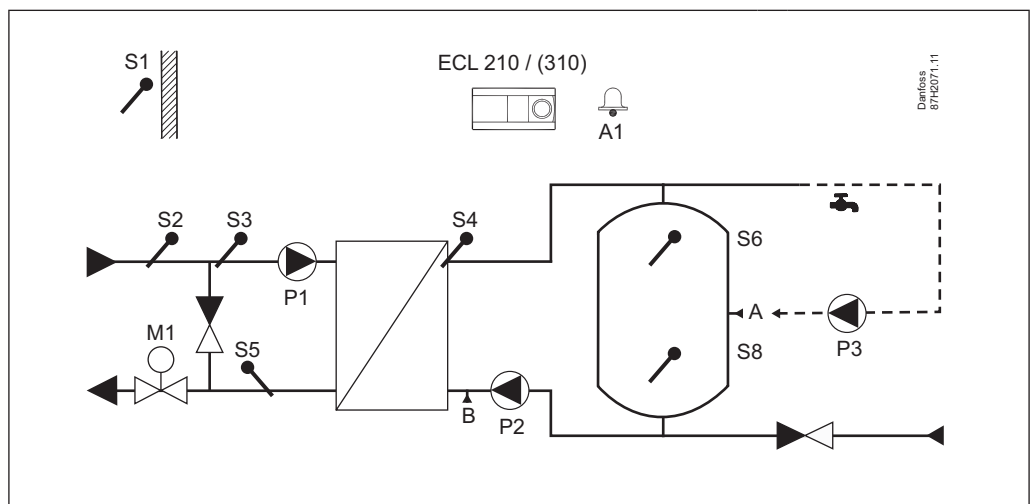 S1
ECL 210 / (310)
A1
Danfoss
87H2071.11
S2
S3
S4
S6
P1
A
P3
M1
S5
S8
B
P2